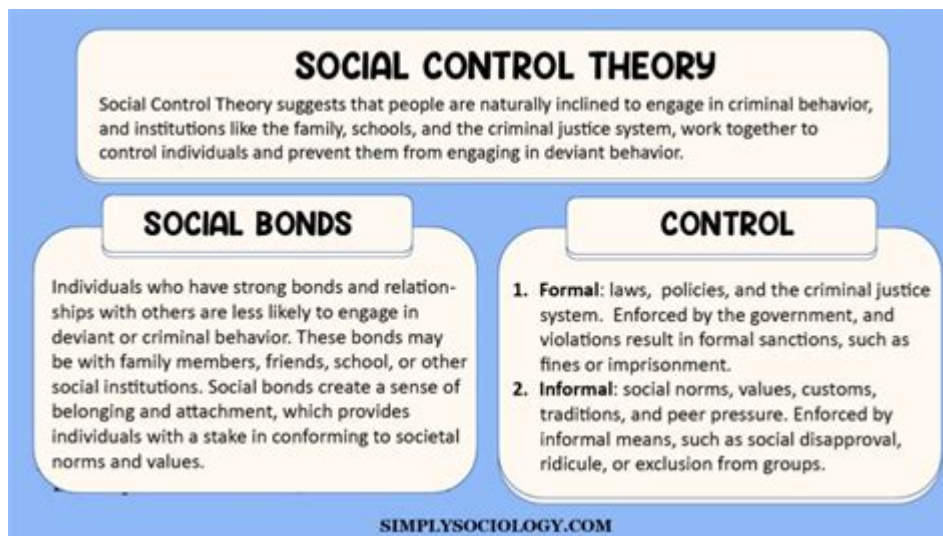 SOCIAL CONTROL THEORY
Social Control Theory suggests that people are naturally inclined to engage in criminal behavior,
and institutions like the family, schools, and the criminal justice system, work together to
control individuals and prevent them from engaging in deviant behavior.
SOCIAL BONDS
Individuals who have strong bonds and relation-
ships with others are less likely to engage in
deviant or criminal behavior. These bonds may
be with family members, friends, school, or other
social institutions. Social bonds create a sense of
belonging and attachment, which provides
individuals with a stake in conforming to societal
norms and values.
CONTROL
1. Formal: laws, policies, and the criminal justice
system. Enforced by the government, and
violations result in formal sanctions, such as
fines or imprisonment.
2. Informal: social norms, values, customs,
traditions, and peer pressure. Enforced by
informal means, such as social disapproval,
ridicule, or exclusion from groups.
SIMPLYSOCIOLOGY.COM